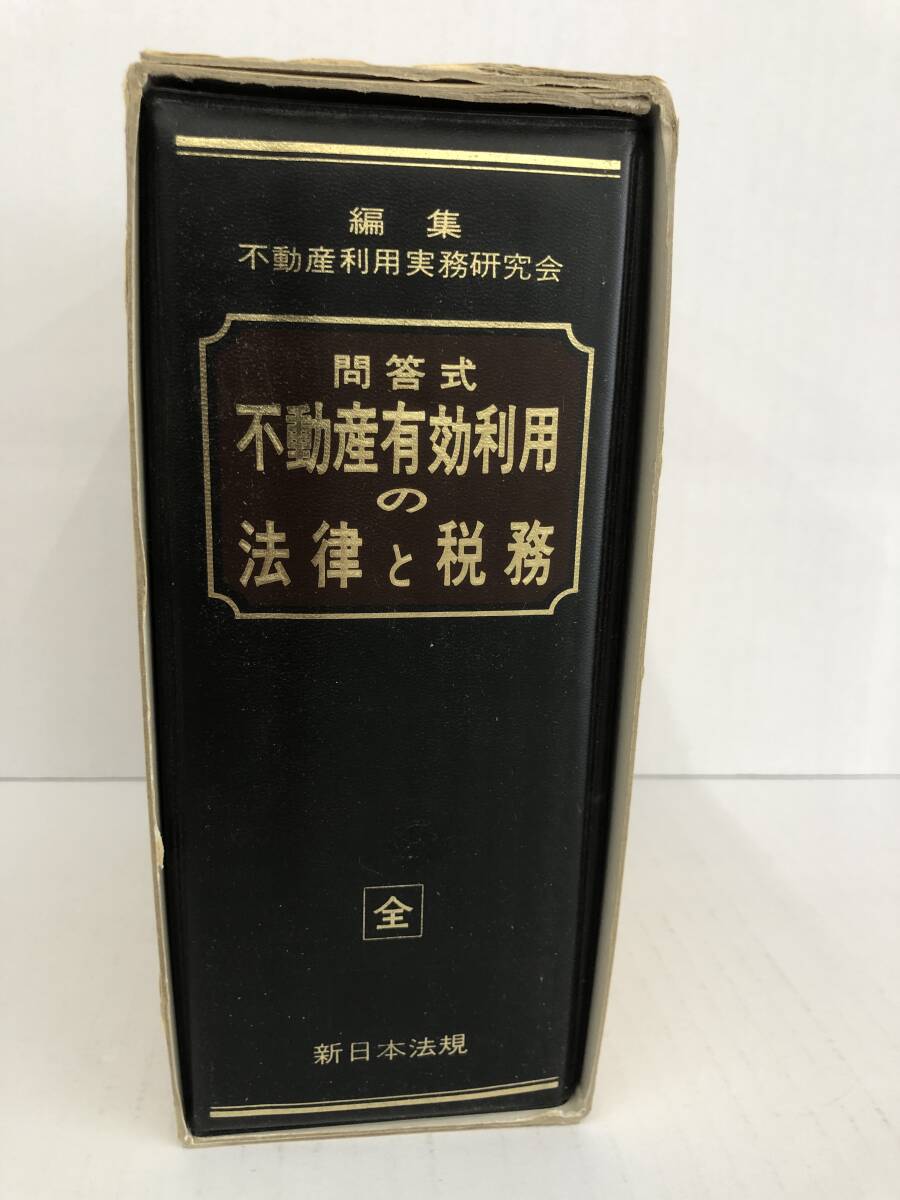 編集
不動産利用実務研究会
問答式
不動産有効利用
の
法律と税務
全
新日本法規